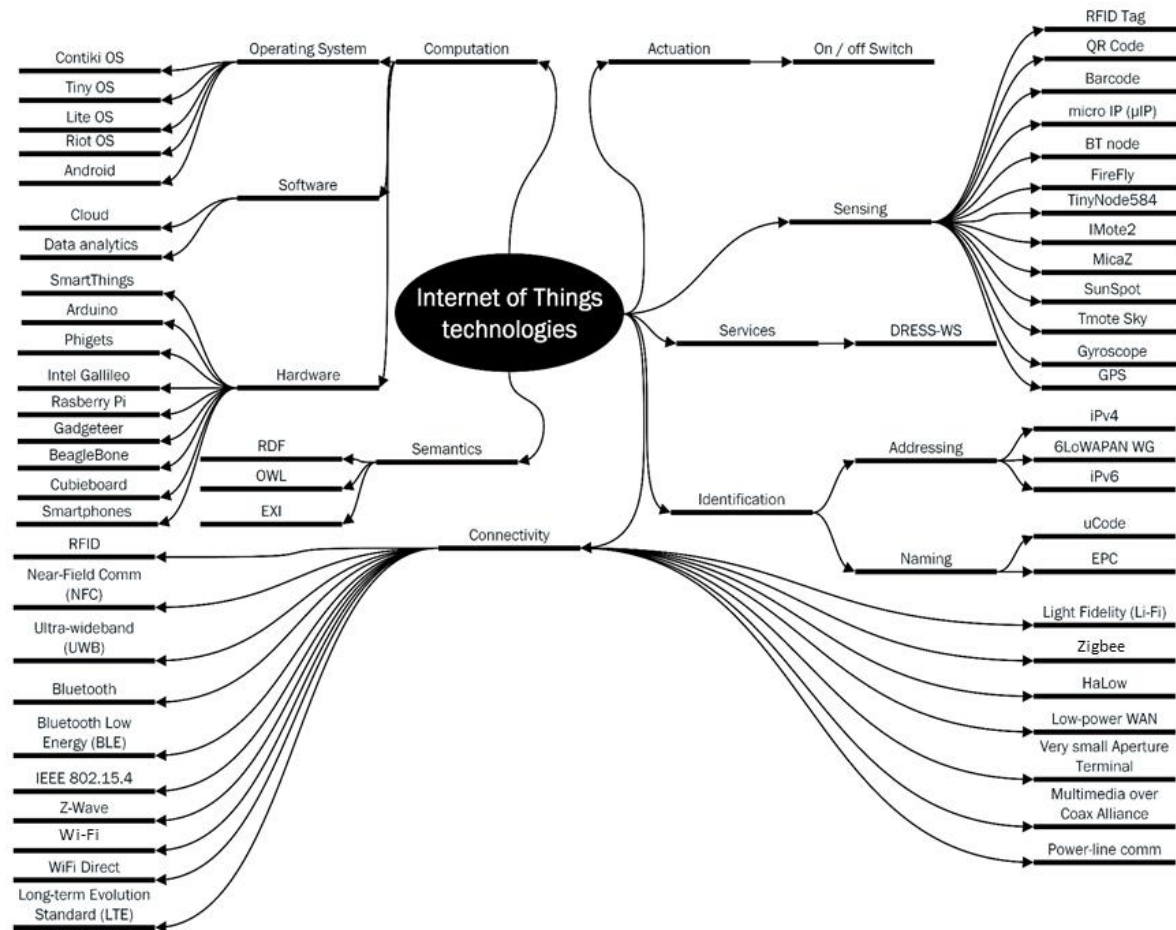 Internet of Things
technologies
Computation
Operating System
Contiki OS
Tiny OS
Lite OS
Riot OS
Android
Software
Cloud
Data analytics
Hardware
SmartThings
Arduino
Phigets
Intel Gallileo
Rasberry Pi
Gadgeteer
BeagleBone
Cubieboard
Smartphones
Semantics
RDF
OWL
EXI
Actuation
On / off Switch
Sensing
RFID Tag
QR Code
Barcode
micro IP (µIP)
BT node
FireFly
TinyNode584
IMote2
MicaZ
SunSpot
Tmote Sky
Gyroscope
GPS
Services
DRESS-WS
Identification
Addressing
iPv4
6LoWAPAN WG
iPv6
Naming
uCode
EPC
Connectivity
RFID
Near-Field Comm
(NFC)
Ultra-wideband
(UWB)
Bluetooth
Bluetooth Low
Energy (BLE)
IEEE 802.15.4
Z-Wave
Wi-Fi
WiFi Direct
Long-term Evolution
Standard (LTE)
Light Fidelity (Li-Fi)
Zigbee
HaLow
Low-power WAN
Very small Aperture
Terminal
Multimedia over
Coax Alliance
Power-line comm